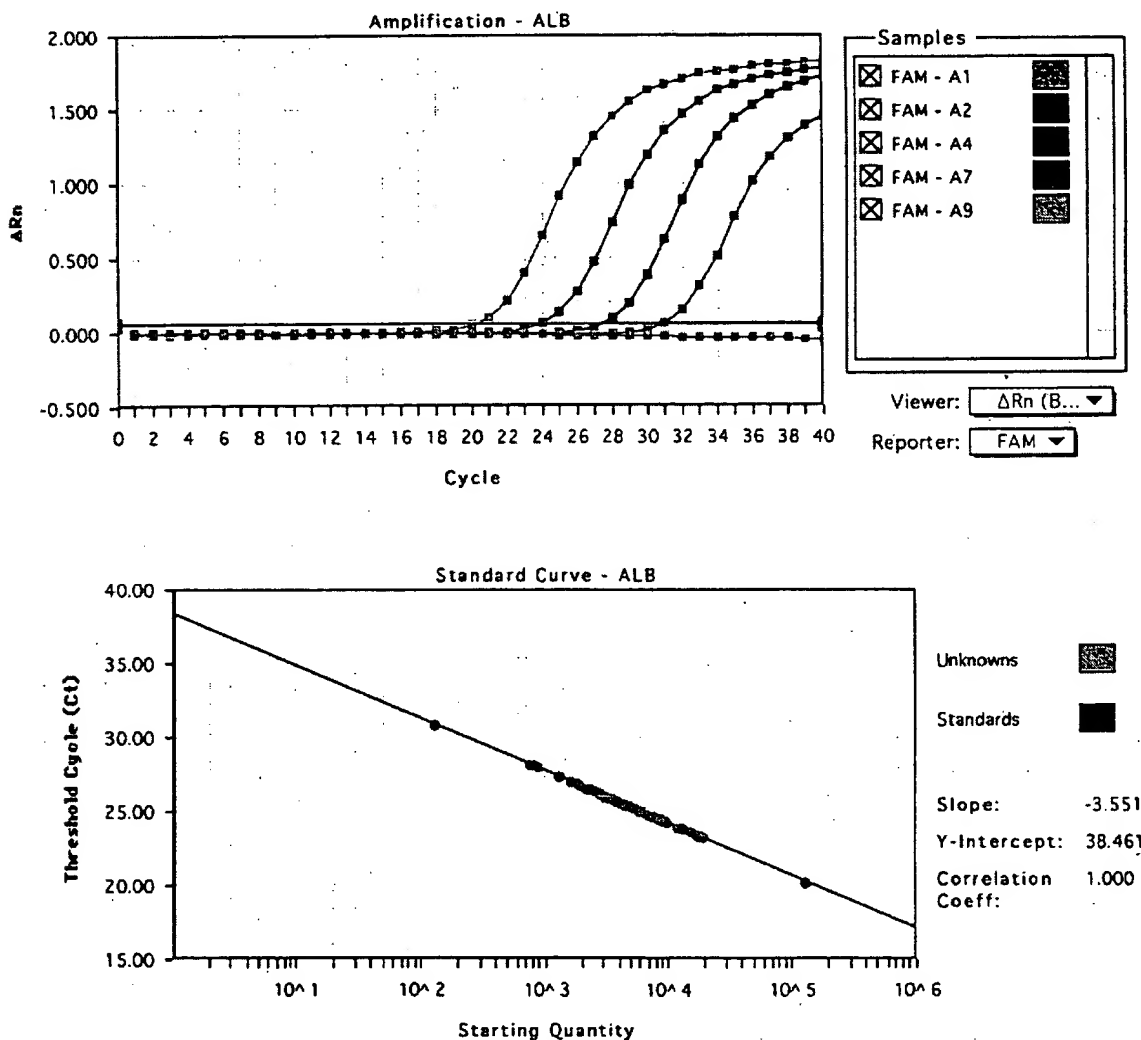 Amplification - ALB
2.000
1.500
1.000
0.500
0.000
-0.500
ΔRn
0 2 4 6 8 10 12 14 16 18 20 22 24 26 28 30 32 34 36 38 40
Cycle
Samples
FAM - A1
FAM - A2
FAM - A4
FAM - A7
FAM - A9
Viewer: ΔRn (B... ▼
Reporter: FAM ▼
Standard Curve - ALB
40.00
35.00
30.00
25.00
20.00
15.00
Threshold Cycle (Ct)
10^1 10^2 10^3 10^4 10^5 10^6
Starting Quantity
Unknowns
Standards
Slope: -3.551
Y-Intercept: 38.461
Correlation 1.000
Coeff: